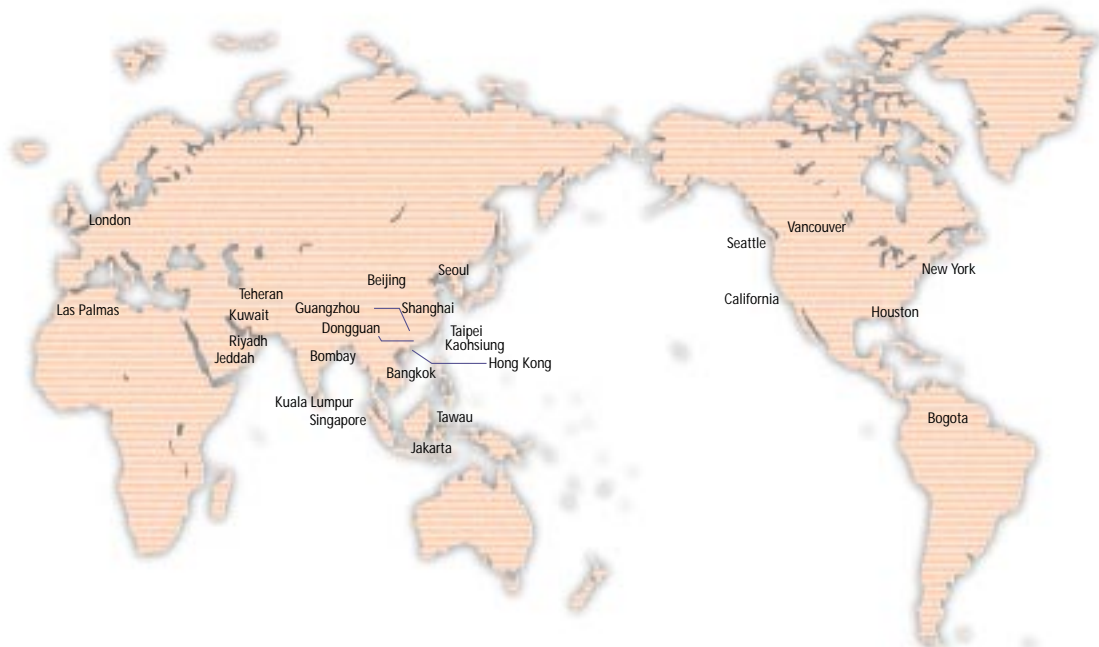 London
Vancouver
Seattle
Seoul
New York
Beijing
Teheran
California
Las Palmas
Guangzhou
Shanghai
Houston
Kuwait
Dongguan
Taipei
Riyadh
Kaohsiung
Jeddah
Bombay
Hong Kong
Bangkok
Kuala Lumpur
Singapore
Tawau
Bogota
Jakarta